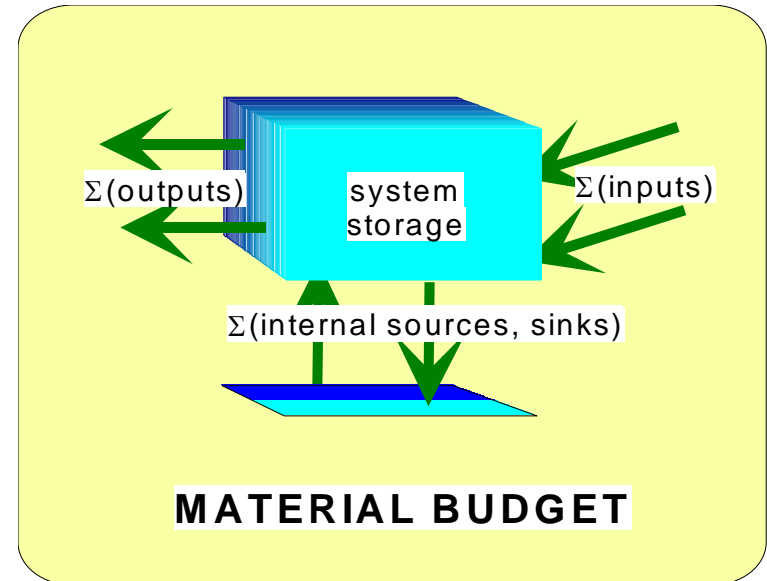 Σ(outputs)
system
storage
Σ(inputs)
Σ(internal sources, sinks)
MATERIAL BUDGET